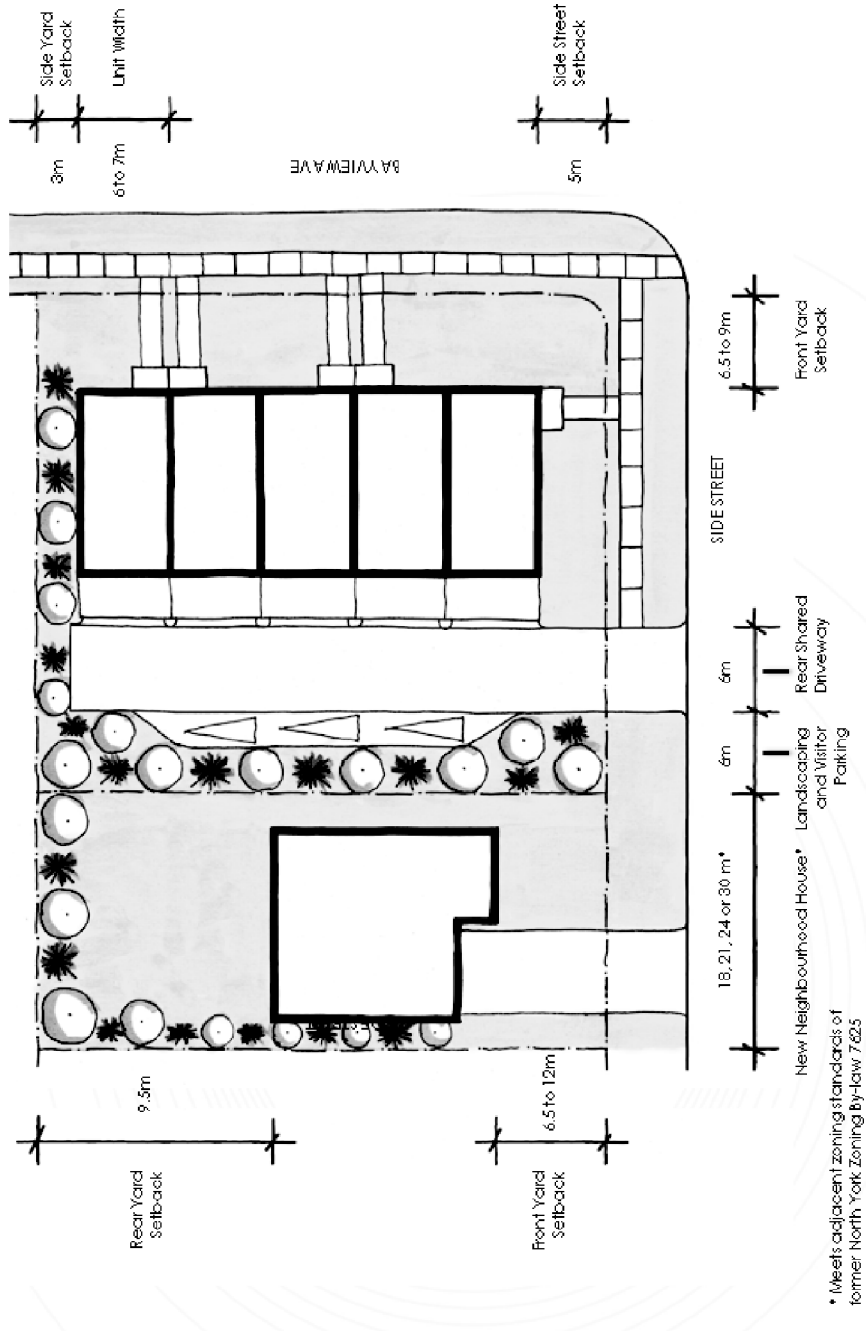 Side Yard
Setback
Unit Width
3m
6 to 7m
BAYVIEW AVE
Side Street
Setback
5m
6.5 to 9m
Front Yard
Setback
SIDE STREET
6m
Rear Shared
Driveway
6m
Landscaping
and Visitor
Parking
18, 21, 24 or 30 m*
New Neighbourhood House*
9.5m
Rear Yard
Setback
6.5 to 12m
Front Yard
Setback
* Meets adjacent zoning standards of
former North York Zoning By-law 7625